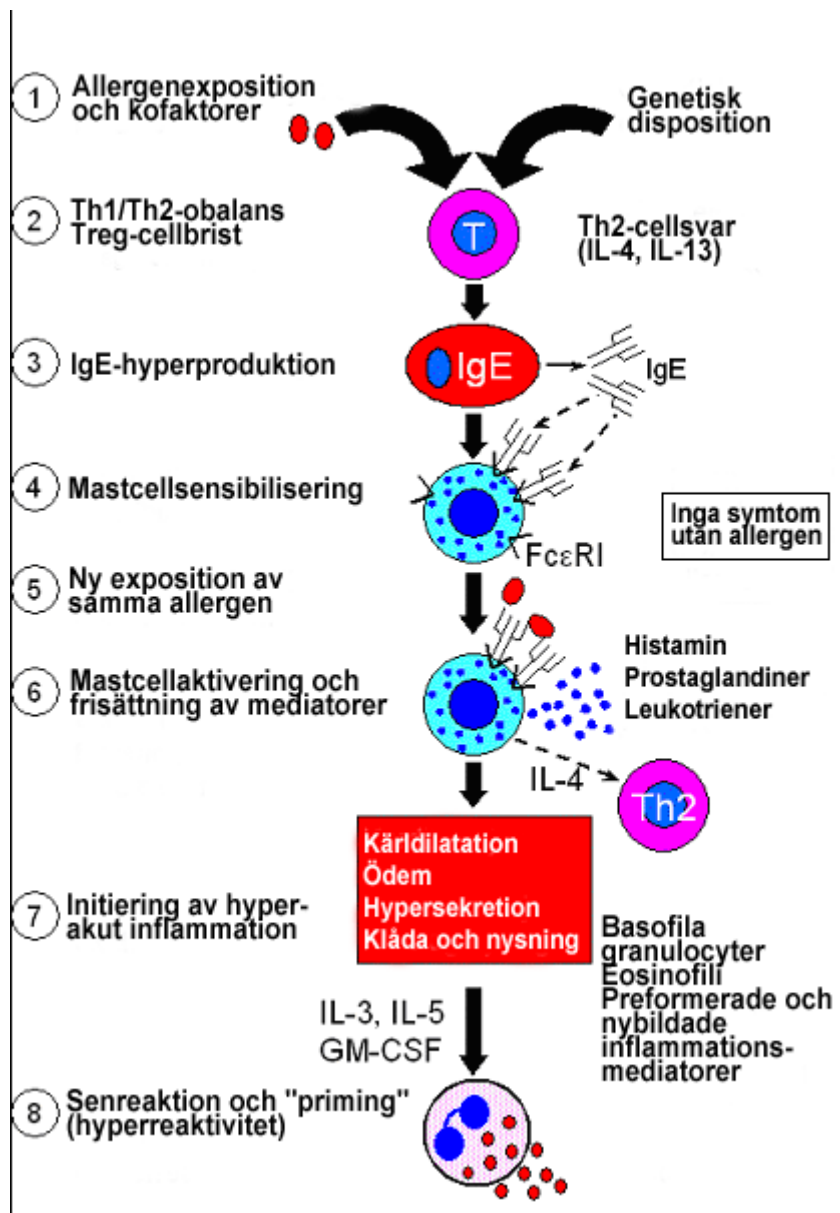 1
Allergenexposition
och kofaktorer
Genetisk
disposition
2
Th1/Th2-obalans
Treg-cellbrist
T
Th2-cellsvar
(IL-4, IL-13)
3
IgE-hyperproduktion
IgE
IgE
4
Mastcellsensibilisering
Inga symtom
utan allergen
FcεRI
5
Ny exposition av
samma allergen
6
Mastcellaktivering och
frisättning av mediatorer
Histamin
Prostaglandiner
Leukotriener
IL-4
Th2
Kärldilatation
Ödem
Hypersekretion
Klåda och nysning
7
Initiering av hyper-
akut inflammation
Basofila
granulocyter
Eosinofili
Preformerade och
nybildade
inflammations-
mediatorer
IL-3, IL-5
GM-CSF
8
Senreaktion och "priming"
(hyperreaktivitet)